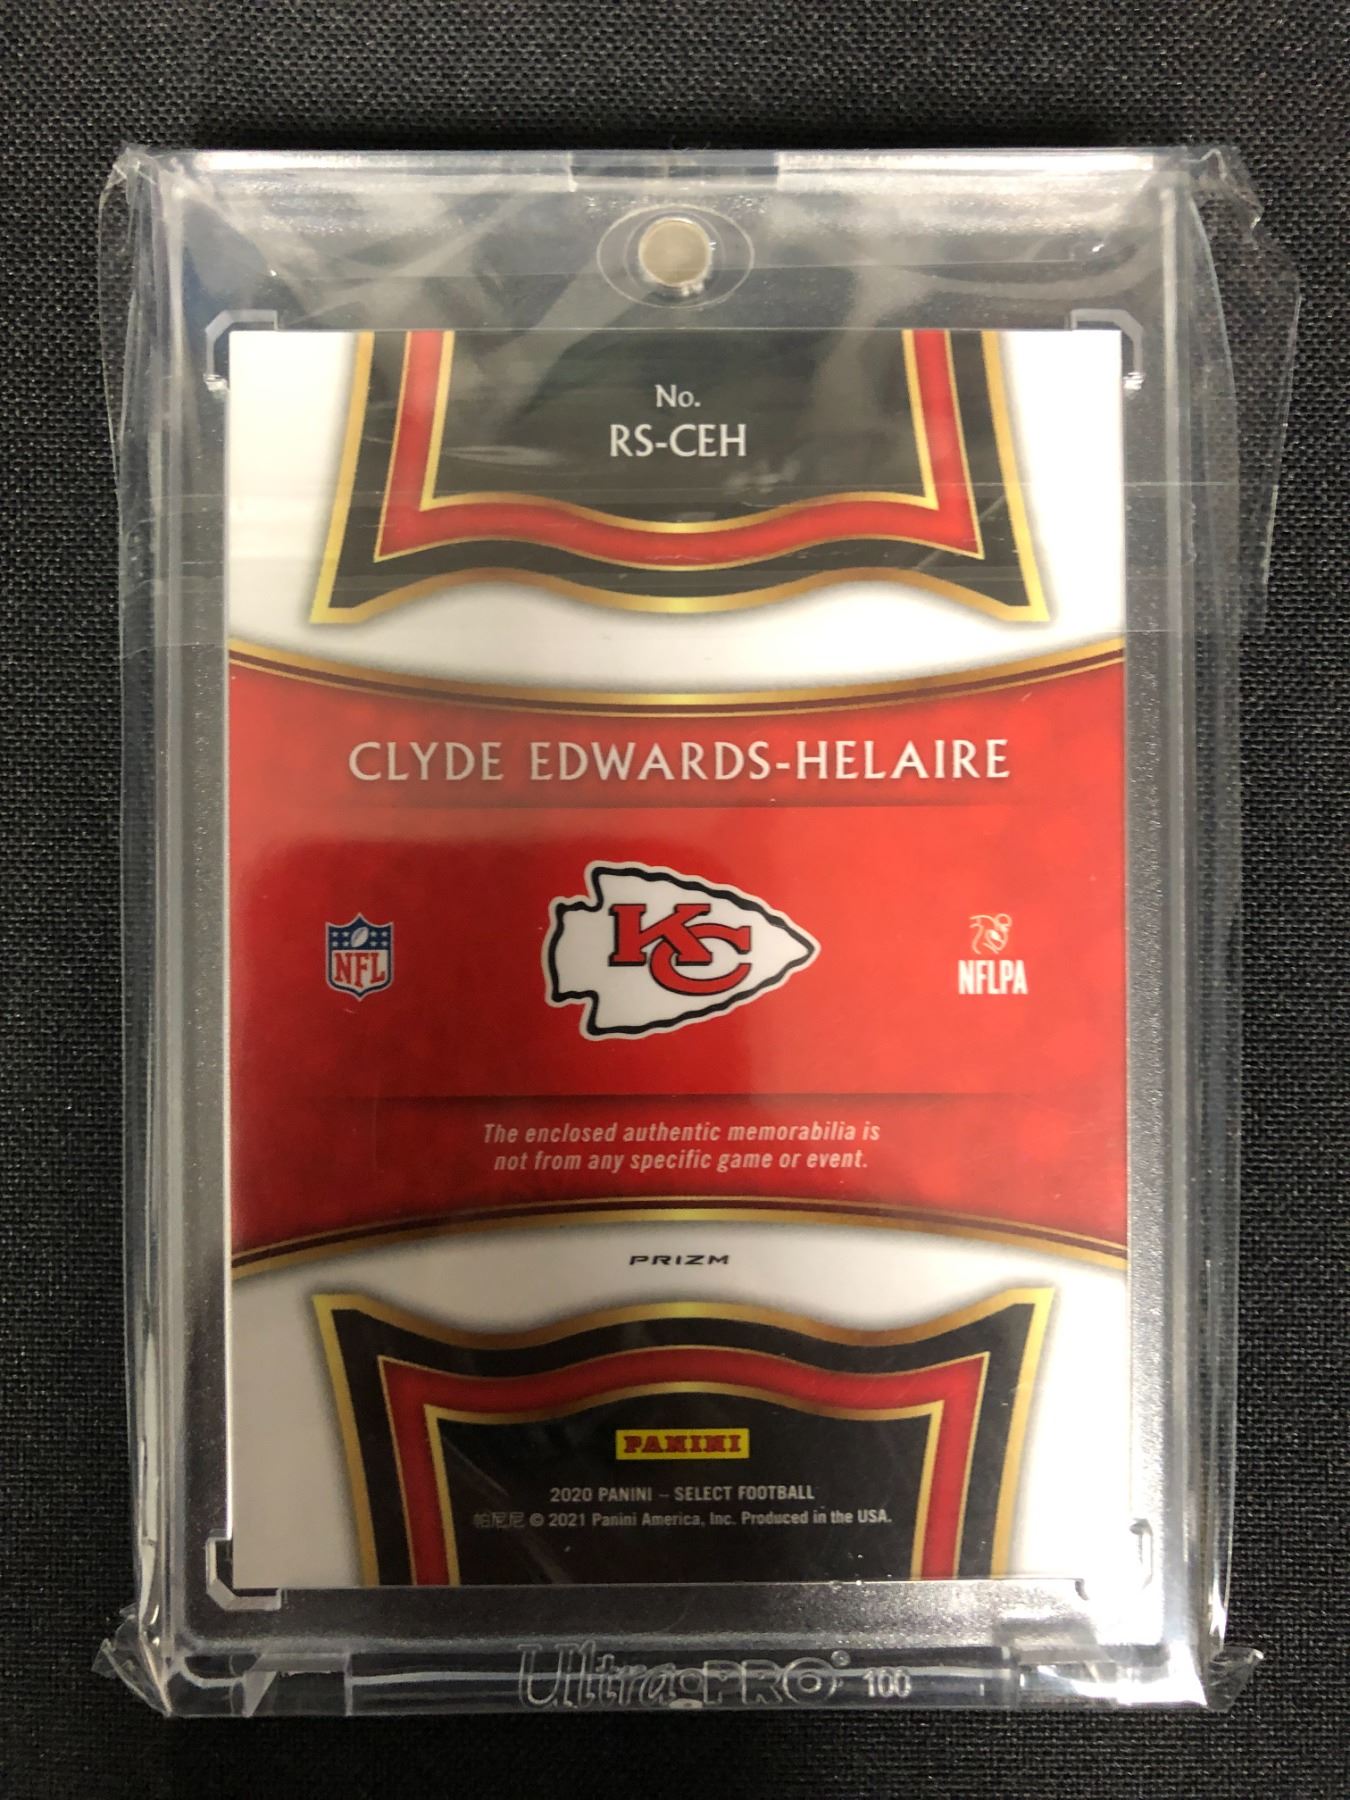 No.
RS-CEH
CLYDE EDWARDS-HELAIRE
KC
NFL
NFLPA
The enclosed authentic memorabilia is
not from any specific game or event.
PRIZM
PANINI
2020 PANINI – SELECT FOOTBALL
帕尼尼 © 2021 Panini America, Inc. Produced in the USA.
Ultra PRO® 100